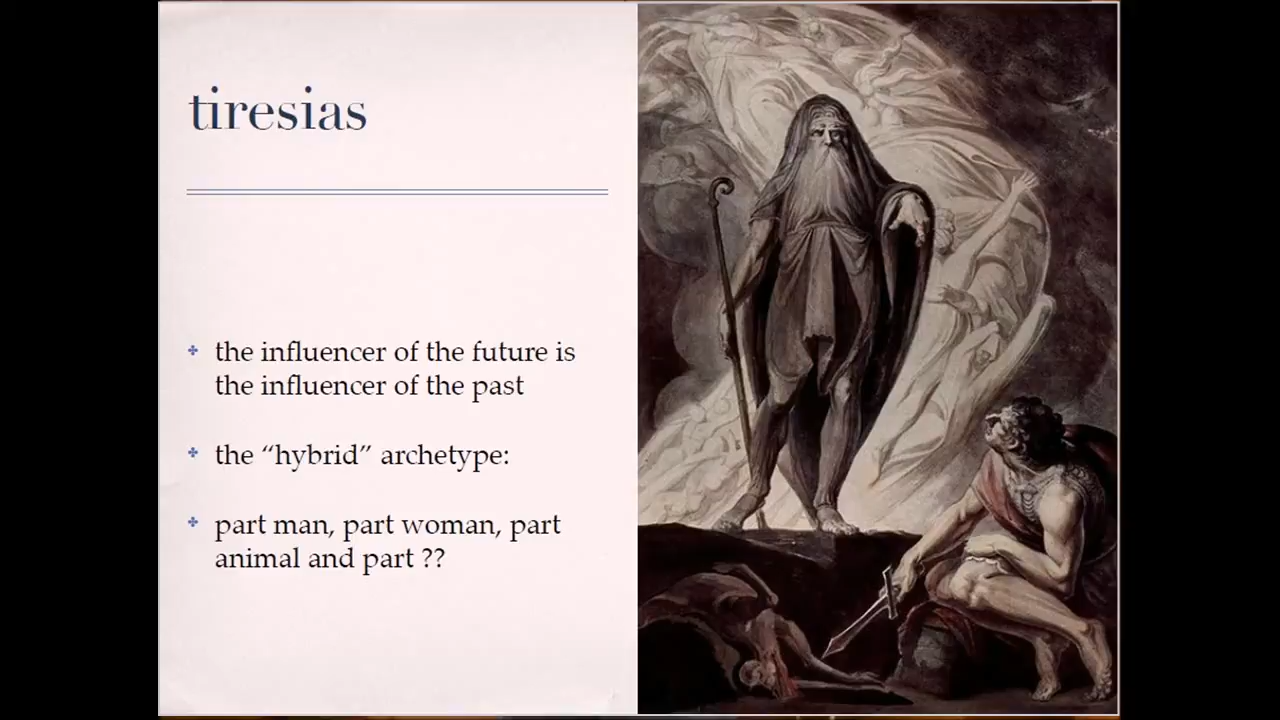 tiresias
the influencer of the future is
the influencer of the past
the “hybrid” archetype:
part man, part woman, part
animal and part ??